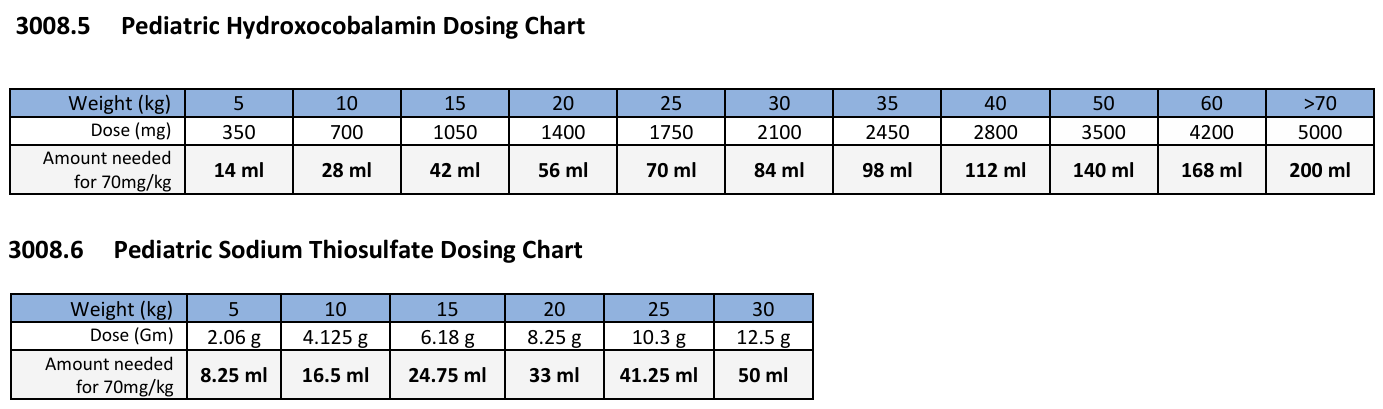 3008.5 Pediatric Hydroxocobalamin Dosing Chart
Weight (kg) 5 10 15 20 25 30 35 40 50 60 >70
Dose (mg) 350 700 1050 1400 1750 2100 2450 2800 3500 4200 5000
Amount needed
for 70mg/kg 14 ml 28 ml 42 ml 56 ml 70 ml 84 ml 98 ml 112 ml 140 ml 168 ml 200 ml
3008.6 Pediatric Sodium Thiosulfate Dosing Chart
Weight (kg) 5 10 15 20 25 30
Dose (Gm) 2.06 g 4.125 g 6.18 g 8.25 g 10.3 g 12.5 g
Amount needed
for 70mg/kg 8.25 ml 16.5 ml 24.75 ml 33 ml 41.25 ml 50 ml